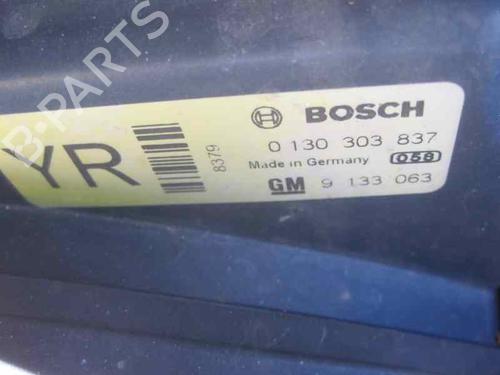 B-PARTS
YR
8379
BOSCH
0 130 303 837
Made in Germany 058
GM 9 133 063